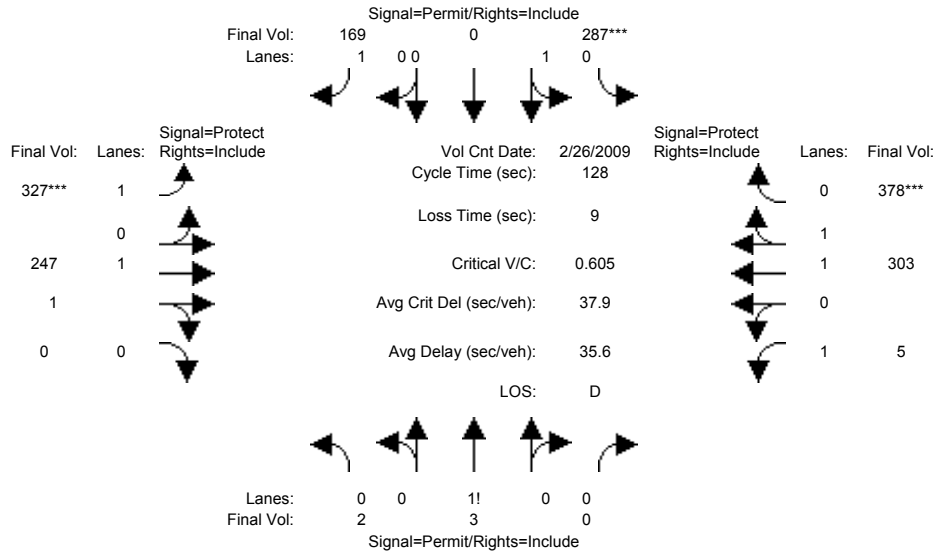 Signal=Permit/Rights=Include
Final Vol: 169 0 287***
Lanes: 1 0 0 1 0
Signal=Protect Signal=Protect
Final Vol: Lanes: Rights=Include Vol Cnt Date: 2/26/2009 Rights=Include Lanes: Final Vol:
Cycle Time (sec): 128
327*** 1 0 378***
Loss Time (sec): 9
0 1
247 1 Critical V/C: 0.605 1 303
1 Avg Crit Del (sec/veh): 37.9 0
0 0 Avg Delay (sec/veh): 35.6 1 5
LOS: D
Lanes: 0 0 1! 0 0
Final Vol: 2 3 0
Signal=Permit/Rights=Include